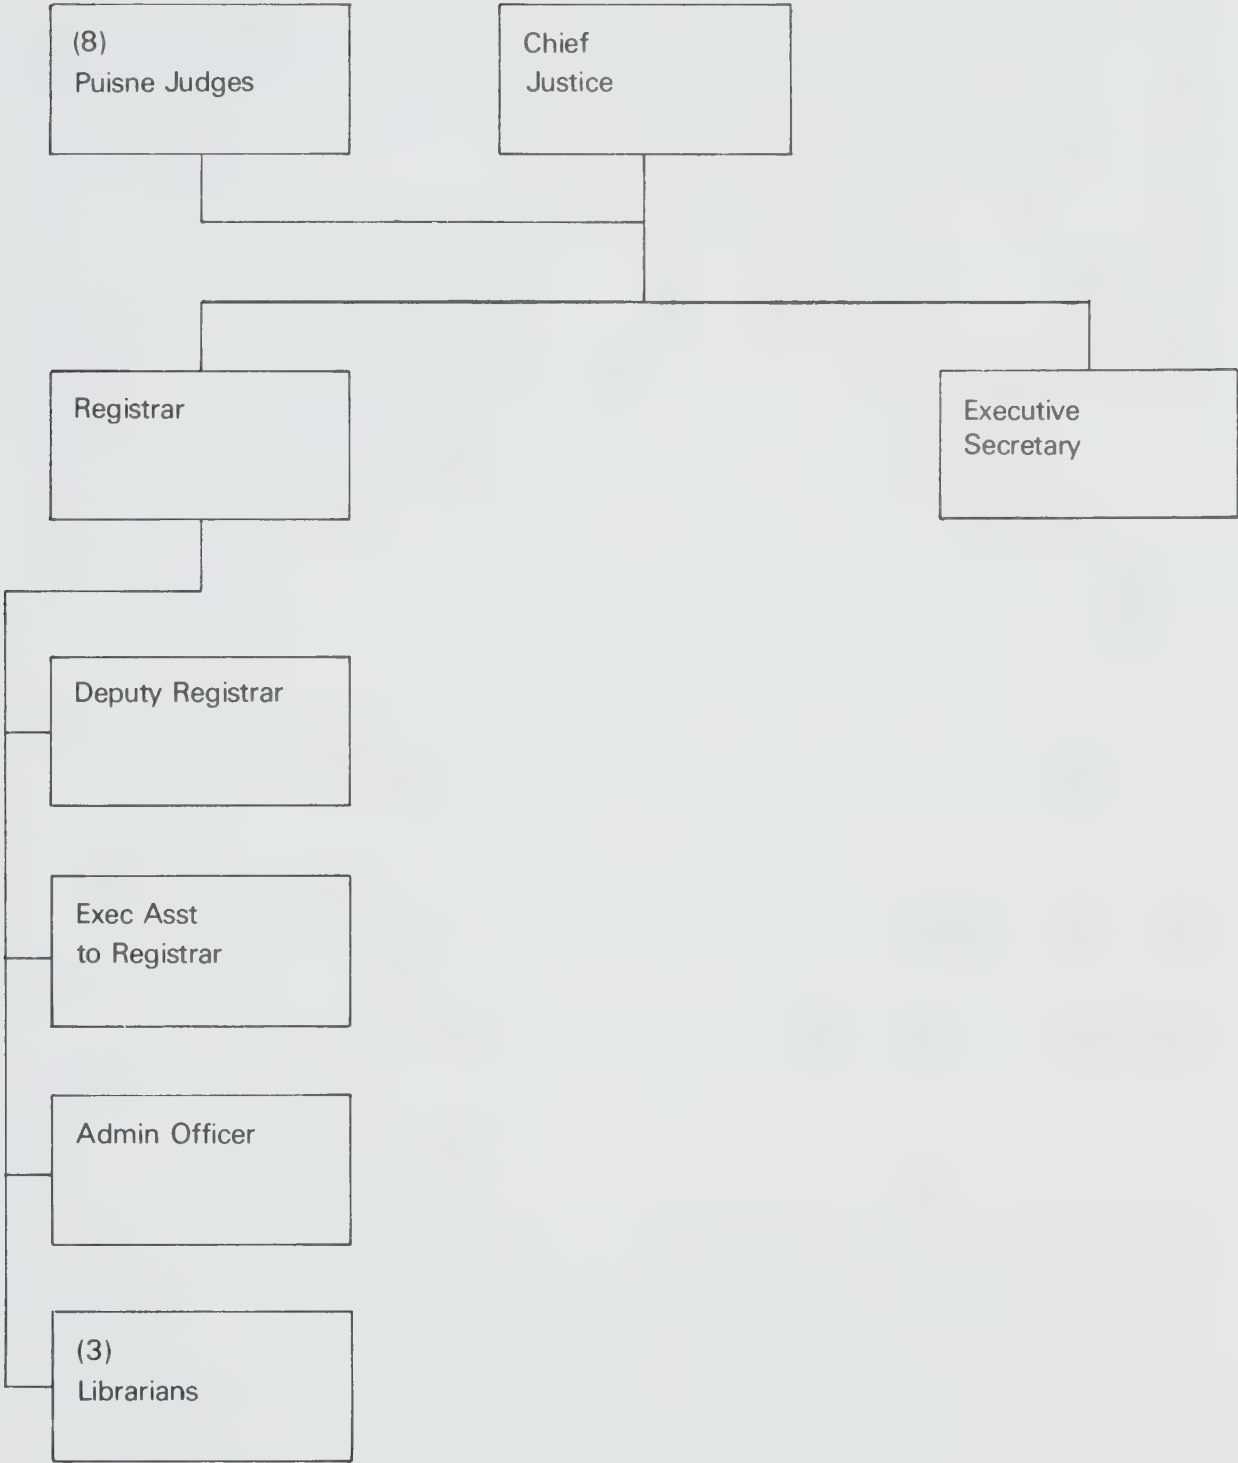 (8)
Puisne Judges
Chief
Justice
Registrar
Executive
Secretary
Deputy Registrar
Exec Asst
to Registrar
Admin Officer
(3)
Librarians